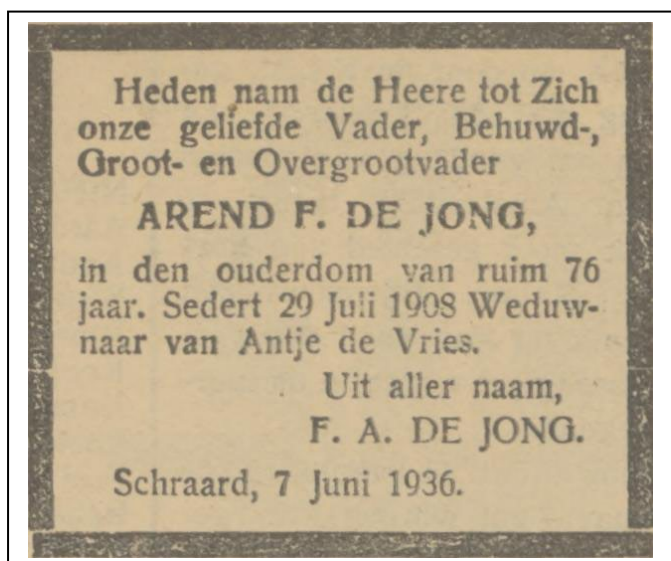 Heden nam de Heere tot Zich
onze geliefde Vader, Behuwd-,
Groot- en Overgrootvader
AREND F. DE JONG,
in den ouderdom van ruim 76
jaar. Sedert 29 Juli 1908 Weduw-
naar van Antje de Vries.
Uit aller naam,
F. A. DE JONG.
Schraard, 7 Juni 1936.